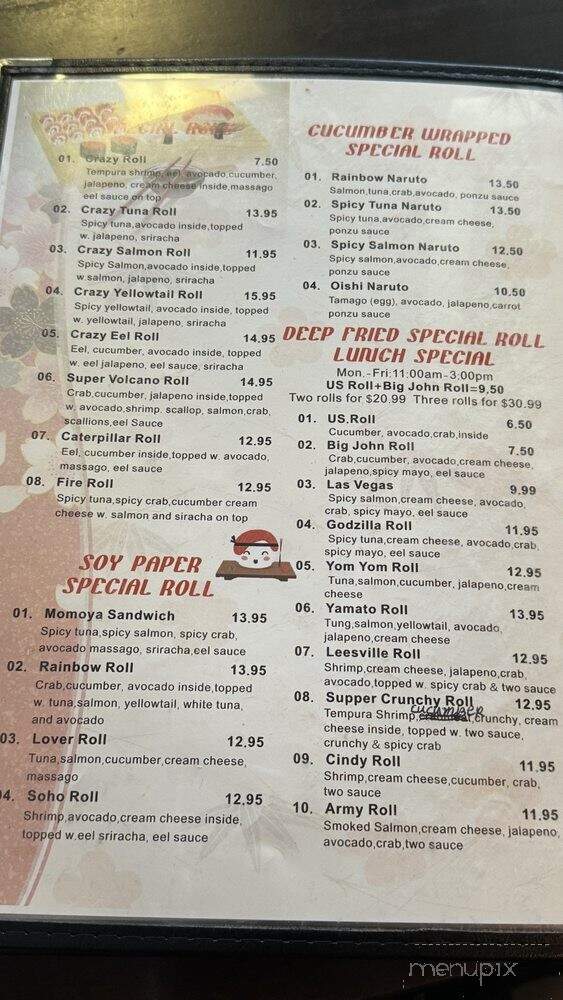 SPECIAL ROLL
01. Crazy Roll 7.50
Tempura shrimp, eel, avocado,cucumber,
jalapeno, cream cheese inside,massago
eel sauce on top
02. Crazy Tuna Roll 13.95
Spicy tuna,avocado inside,topped
w. jalapeno, sriracha
03. Crazy Salmon Roll 11.95
Spicy Salmon,avocado inside,topped
w.salmon, jalapeno, sriracha
04. Crazy Yellowtail Roll 15.95
Spicy yellowtail, avocado inside, topped
w. yellowtail, jalapeno, sriracha
05. Crazy Eel Roll 14.95
Eel, cucumber, avocado inside, topped
w. eel jalapeno, eel sauce, sriracha
06. Super Volcano Roll 14.95
Crab,cucumber, jalapeno inside,topped
w. avocado,shrimp. scallop, salmon,crab,
scallions,eel Sauce
07. Caterpillar Roll 12.95
Eel, cucumber inside,topped w. avocado,
massago, eel sauce
08. Fire Roll 12.95
Spicy tuna,spicy crab,cucumber cream
cheese w. salmon and siracha on top
SOY PAPER
SPECIAL ROLL
01. Momoya Sandwich 13.95
Spicy tuna,spicy salmon, spicy crab,
avocado massago, sriracha,eel sauce
02. Rainbow Roll 13.95
Crab,cucumber, avocado inside,topped
w. tuna,salmon, yellowtail, white tuna,
and avocado
03. Lover Roll 12.95
Tuna,salmon,cucumber,cream cheese,
massago
04. Soho Roll 12.95
Shrimp,avocado,cream cheese inside,
topped w.eel sriracha, eel sauce
CUCUMBER WRAPPED
SPECIAL ROLL
01. Rainbow Naruto 13.50
Salmon,tuna,crab,avocado, ponzu sauce
02. Spicy Tuna Naruto 13.50
Spicy tuna,avocado,cream cheese,
ponzu sauce
03. Spicy Salmon Naruto 12.50
Spicy salmon,avocado,cream cheese,
ponzu sauce
04. Oishi Naruto 10.50
Tamago (egg), avocado, jalapeno,carrot
ponzu sauce
DEEP FRIED SPECIAL ROLL
LUNCH SPECIAL
Mon.-Fri:11:00am-3:00pm
US Roll+Big John Roll=9.50
Two rolls for $20.99 Three rolls for $30.99
01. US.Roll 6.50
Cucumber, avocado,crab,inside
02. Big John Roll 7.50
Crab,cucumber, avocado,cream cheese,
jalapeno,spicy mayo, eel sauce
03. Las Vegas 9.99
Spicy salmon,cream cheese, avocado,
crab, spicy mayo, eel sauce
04. Godzilla Roll 11.95
Spicy tuna,cream cheese, avocado,crab,
spicy mayo, eel sauce
05. Yom Yom Roll 12.95
Tuna,salmon,cucumber, jalapeno,cream
cheese
06. Yamato Roll 13.95
Tung,salmon,yellowtail, avocado,
jalapeno,cream cheese
07. Leesville Roll 12.95
Shrimp,cream cheese, jalapeno,crab,
avocado,topped w. spicy crab & two sauce
08. Supper Crunchy Roll 12.95
cucumber
Tempura Shrimp, crunchy, cream
cheese inside, topped w. two sauce,
crunchy & spicy crab
09. Cindy Roll 11.95
Shrimp,cream cheese,cucumber, crab,
two sauce
10. Army Roll 11.95
Smoked Salmon,cream cheese, jalapeno,
avocado,crab,two sauce
menupix